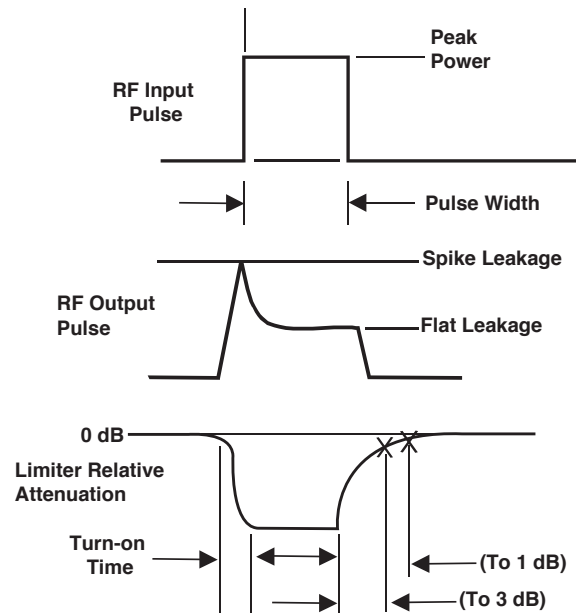 Peak
Power
RF Input
Pulse
Pulse Width
Spike Leakage
RF Output
Pulse
Flat Leakage
0 dB
Limiter Relative
Attenuation
Turn-on
Time
(To 1 dB)
(To 3 dB)